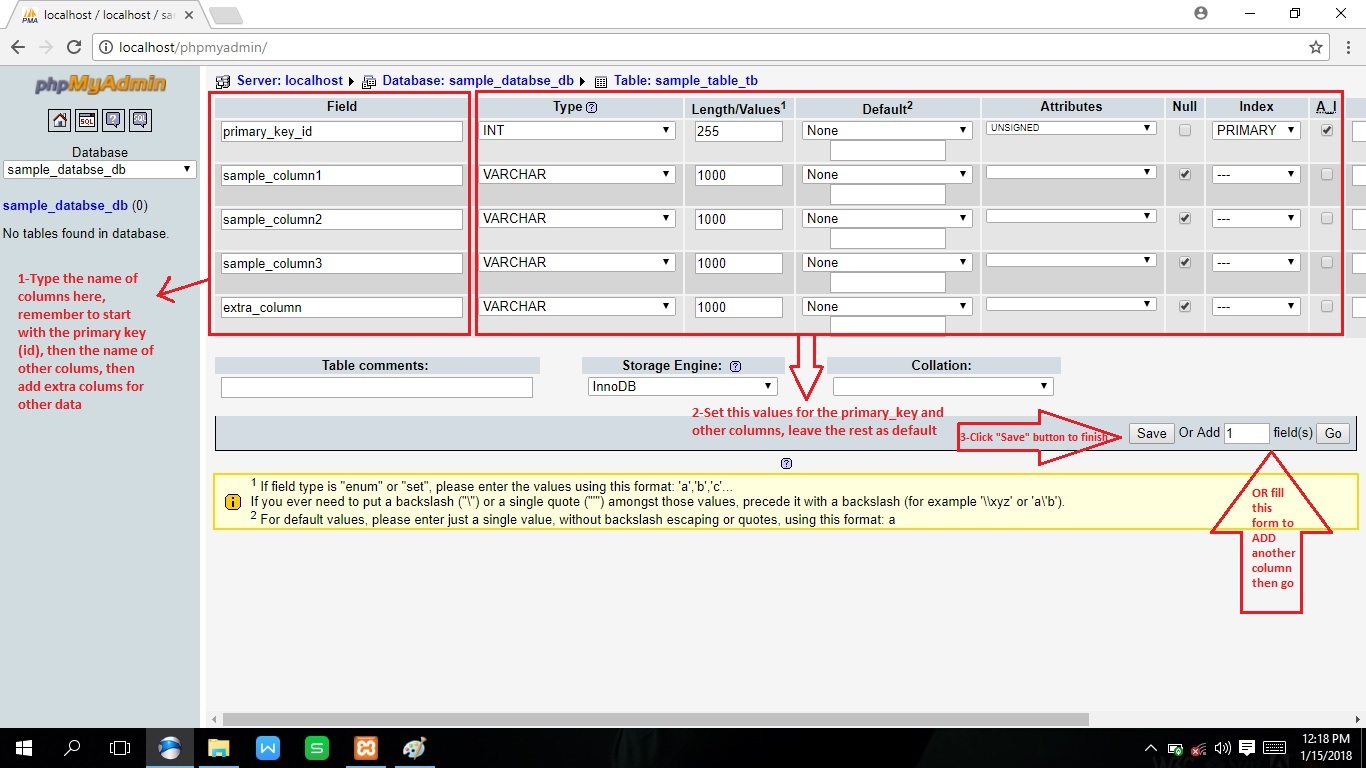 localhost / localhost / sa
localhost/phpmyadmin/
phpMyAdmin
Server: localhost Database: sample_databse_db Table: sample_table_tb
Database
sample_databse_db
sample_databse_db (0)
No tables found in database.
Field Type Length/Values1 Default2 Attributes Null Index A_I
primary_key_id INT 255 None UNSIGNED PRIMARY
sample_column1 VARCHAR 1000 None ---
sample_column2 VARCHAR 1000 None ---
sample_column3 VARCHAR 1000 None ---
extra_column VARCHAR 1000 None ---
1-Type the name of
columns here,
remember to start
with the primary key
(id), then the name of
other colums, then
add extra colums for
other data
Table comments: Storage Engine: Collation:
InnoDB
2-Set this values for the primary_key and
other columns, leave the rest as default
3-Click "Save" button to finish
Save Or Add 1 field(s) Go
1 If field type is "enum" or "set", please enter the values using this format: 'a','b','c'...
If you ever need to put a backslash ("\") or a single quote ("'") amongst those values, precede it with a backslash (for example '\\xyz' or 'a\'b').
2 For default values, please enter just a single value, without backslash escaping or quotes, using this format: a
OR fill
this
form to
ADD
another
column
then go
12:18 PM
1/15/2018